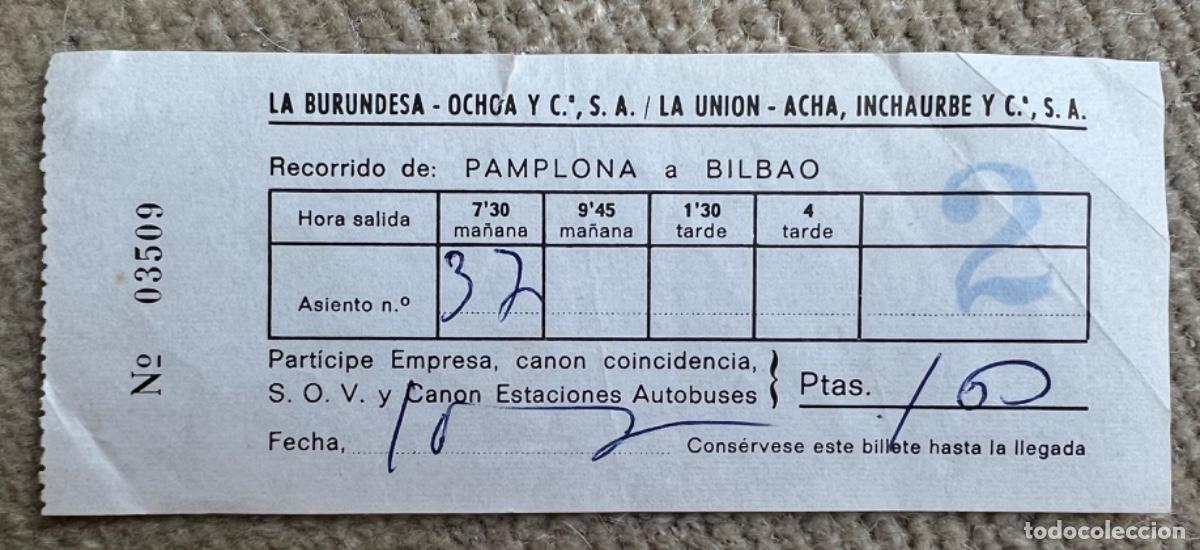 LA BURUNDESA - OCHOA Y C.ª, S. A. / LA UNION - ACHA, INCHAURBE Y C.ª, S. A.
Recorrido de: PAMPLONA a BILBAO
2
Hora salida 7'30 mañana 9'45 mañana 1'30 tarde 4 tarde
Asiento n.º 37
Partícipe Empresa, canon coincidencia,
S. O. V. y Canon Estaciones Autobuses } Ptas. 100
Fecha, Consérvese este billete hasta la llegada
Nº 03509
todocoleccion